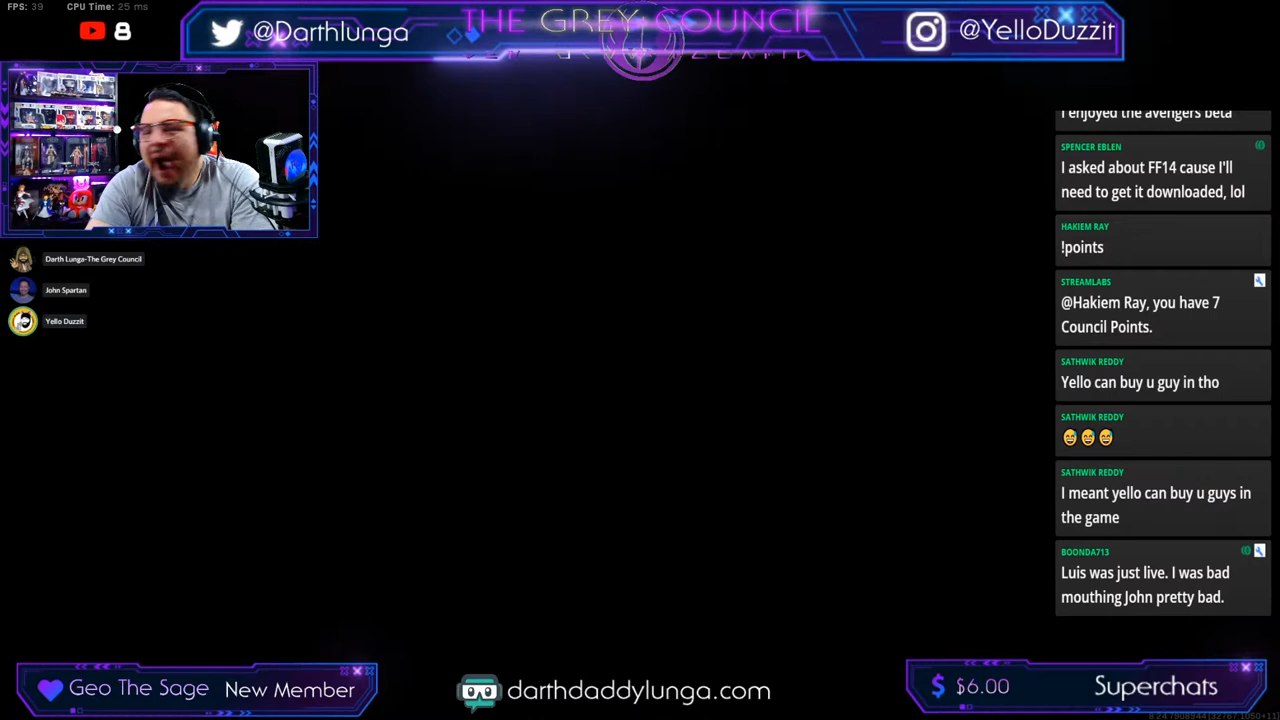 FPS: 39 CPU Time: 25 ms
8
@Darthlunga
THE GREY COUNCIL
@YelloDuzzit
Darth Lunga-The Grey Council
John Spartan
Yello Duzzit
I enjoyed the avengers beta
SPENCER EBLEN
I asked about FF14 cause I'll
need to get it downloaded, lol
HAKIEM RAY
!points
STREAMLABS
@Hakiem Ray, you have 7
Council Points.
SATHWIK REDDY
Yello can buy u guy in tho
SATHWIK REDDY
😅😅😅
SATHWIK REDDY
I meant yello can buy u guys in
the game
BOONDA713
Luis was just live. I was bad
mouthing John pretty bad.
Geo The Sage New Member
darthdaddylunga.com
$ $6.00 Superchats